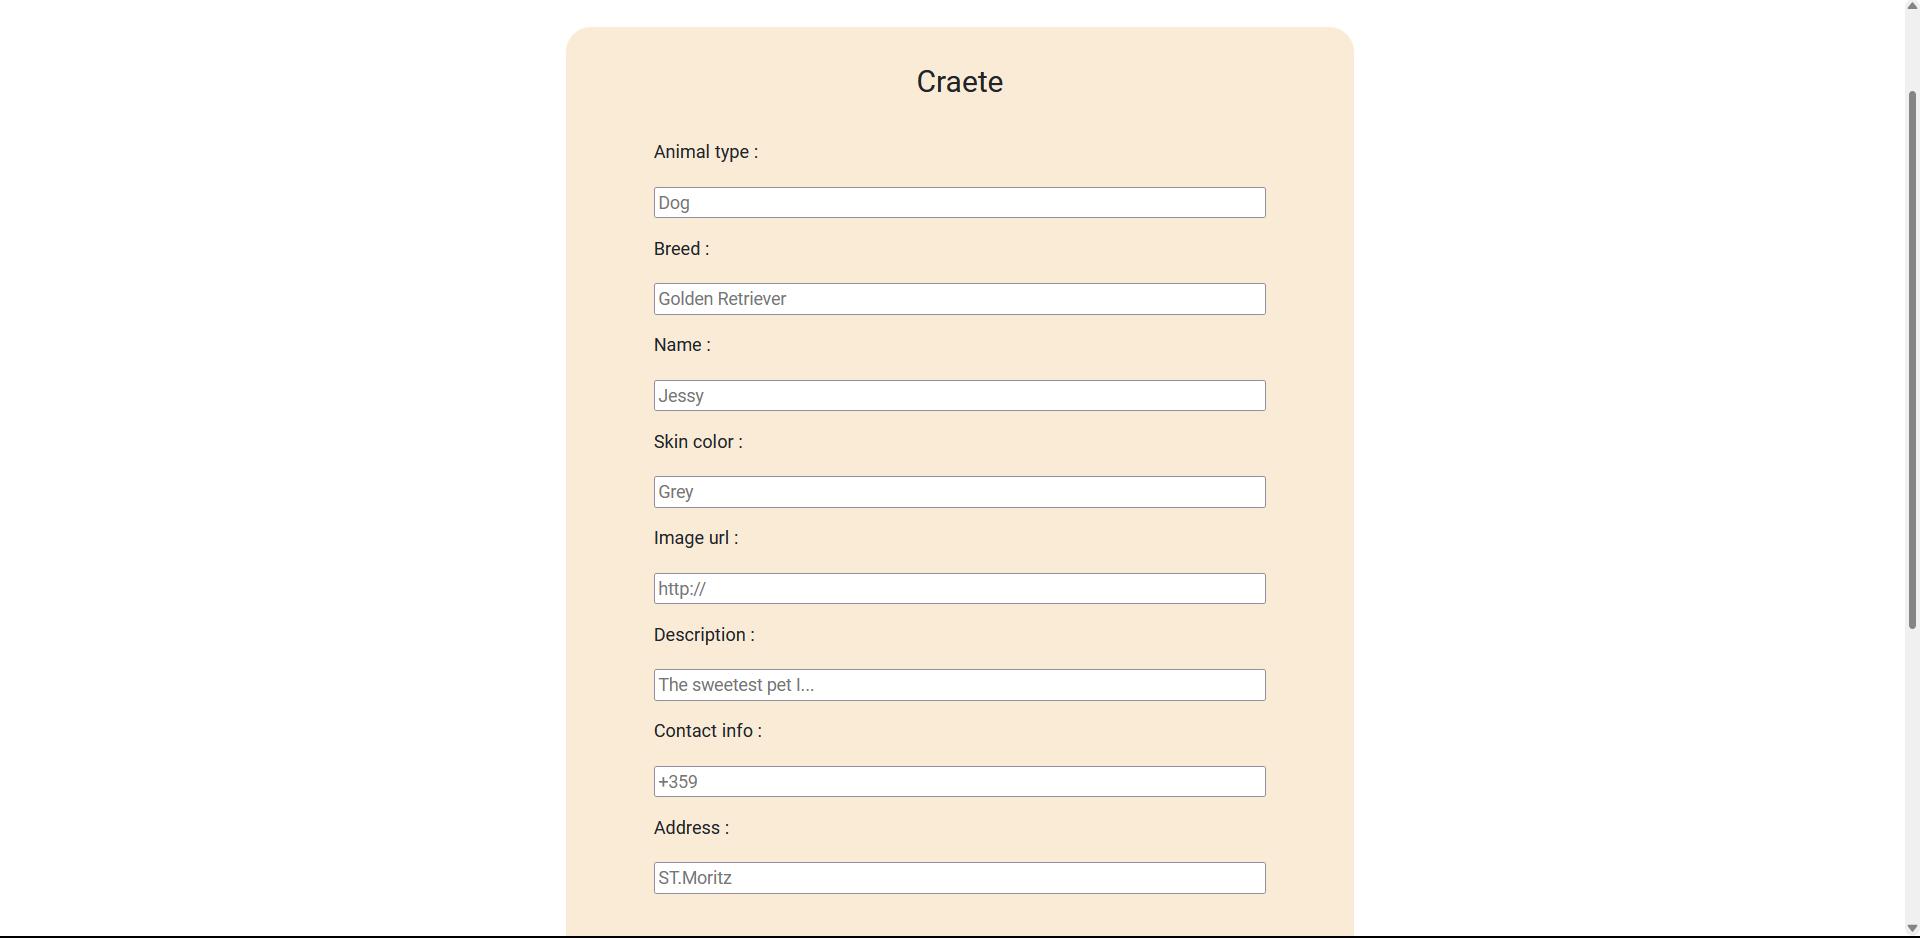 Craete
Animal type :
Dog
Breed :
Golden Retriever
Name :
Jessy
Skin color :
Grey
Image url :
http://
Description :
The sweetest pet I...
Contact info :
+359
Address :
ST.Moritz